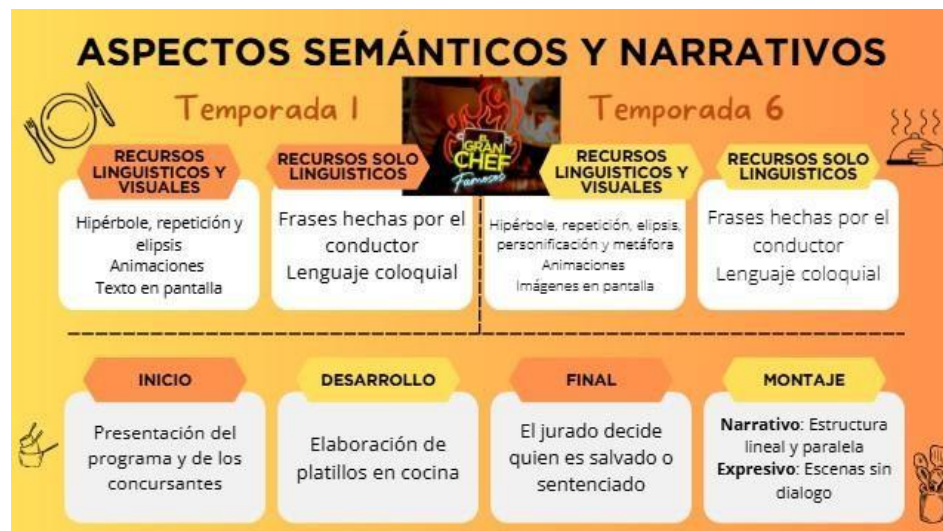 ASPECTOS SEMÁNTICOS Y NARRATIVOS
Temporada 1
Temporada 6
EL
GRAN
CHEF
Famosos
RECURSOS
LINGUISTICOS Y
VISUALES
Hipérbole, repetición y
elipsis
Animaciones
Texto en pantalla
RECURSOS SOLO
LINGUISTICOS
Frases hechas por el
conductor
Lenguaje coloquial
RECURSOS
LINGUISTICOS Y
VISUALES
Hipérbole, repetición, elipsis,
personificación y metáfora
Animaciones
Imágenes en pantalla
RECURSOS SOLO
LINGUISTICOS
Frases hechas por el
conductor
Lenguaje coloquial
INICIO
Presentación del
programa y de los
concursantes
DESARROLLO
Elaboración de
platillos en cocina
FINAL
El jurado decide
quien es salvado o
sentenciado
MONTAJE
Narrativo: Estructura
lineal y paralela
Expresivo: Escenas sin
dialogo